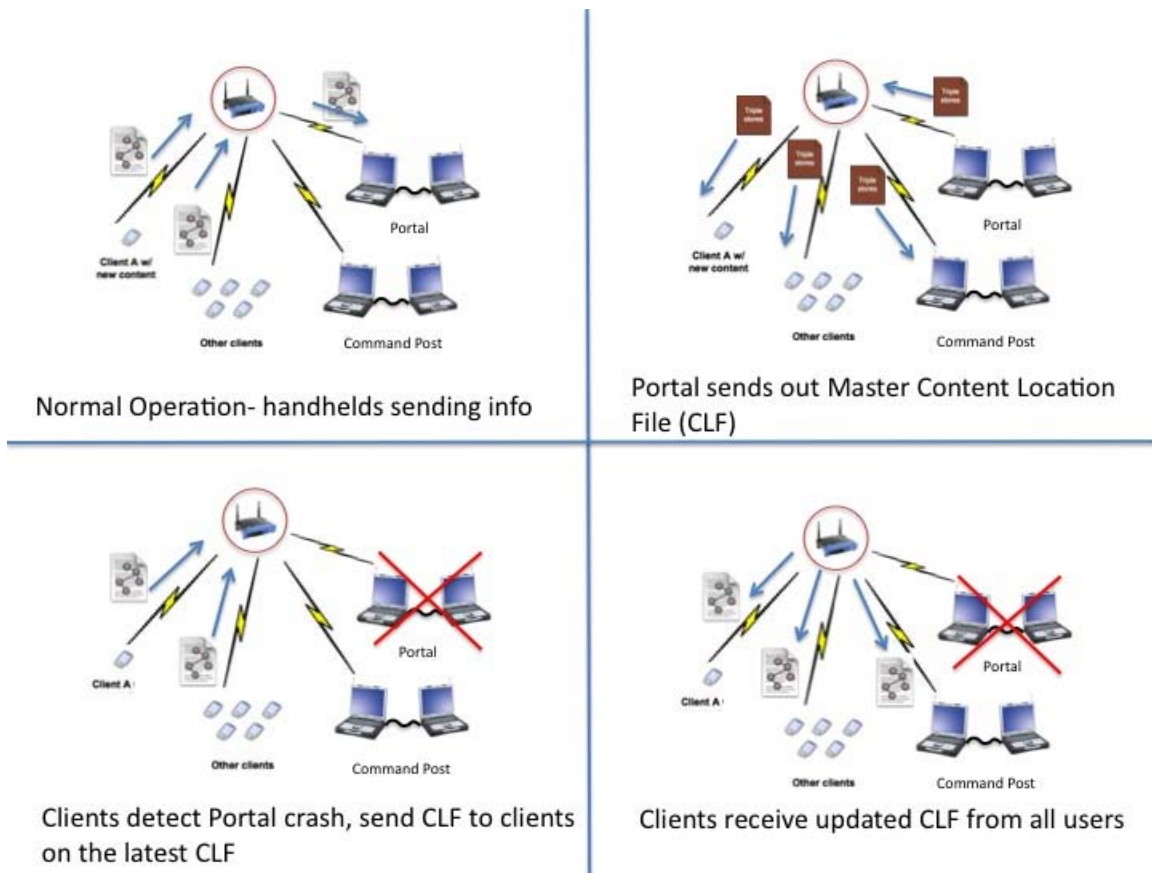 Portal
Client A w/
new content
Other clients
Command Post
Normal Operation- handhelds sending info
Triple
stores
Triple
stores
Triple
stores
Triple
stores
Portal
Client A w/
new content
Other clients
Command Post
Portal sends out Master Content Location
File (CLF)
Portal
Client A
Other clients
Command Post
Clients detect Portal crash, send CLF to clients
on the latest CLF
Portal
Client A
Other clients
Command Post
Clients receive updated CLF from all users